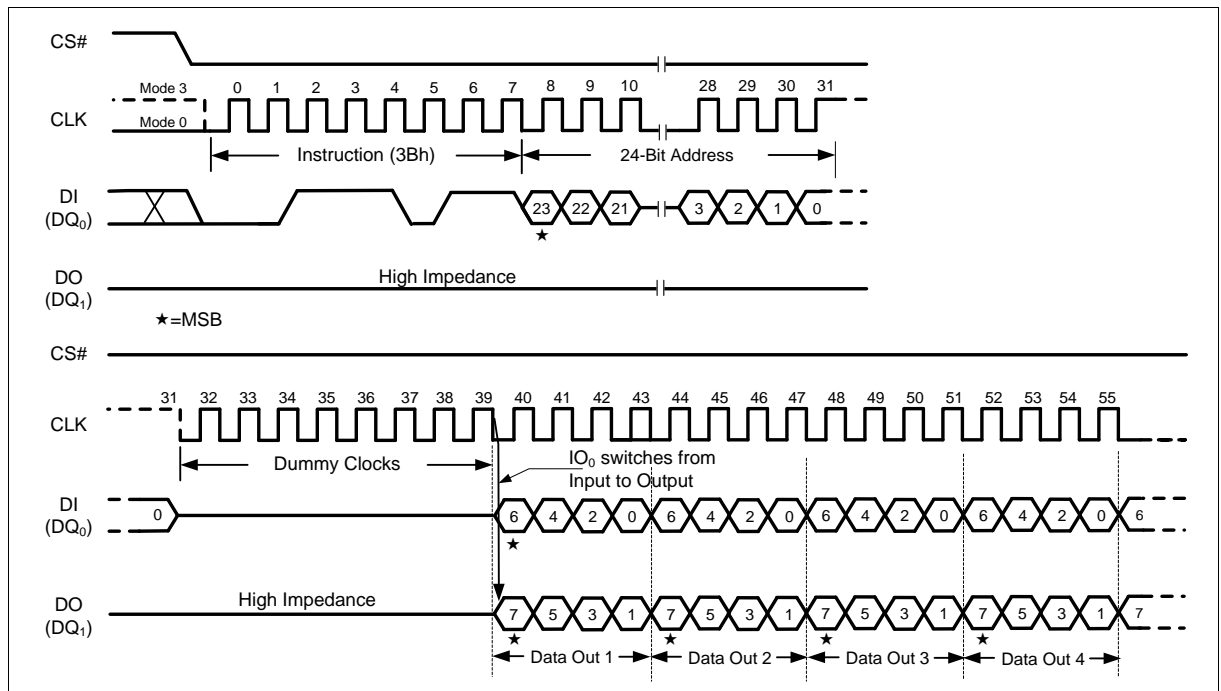 CS#
Mode 3 0 1 2 3 4 5 6 7 8 9 10 28 29 30 31
CLK
Mode 0
Instruction (3Bh) 24-Bit Address
DI
(DQ0) 23 22 21 3 2 1 0
★
DO
(DQ1)
High Impedance
★=MSB
CS#
31 32 33 34 35 36 37 38 39 40 41 42 43 44 45 46 47 48 49 50 51 52 53 54 55
CLK
Dummy Clocks
IO0 switches from
Input to Output
DI
(DQ0) 0 6 4 2 0 6 4 2 0 6 4 2 0 6 4 2 0 6
★
DO
(DQ1)
High Impedance
7 5 3 1 7 5 3 1 7 5 3 1 7 5 3 1 7
★ ★ ★ ★
Data Out 1 Data Out 2 Data Out 3 Data Out 4